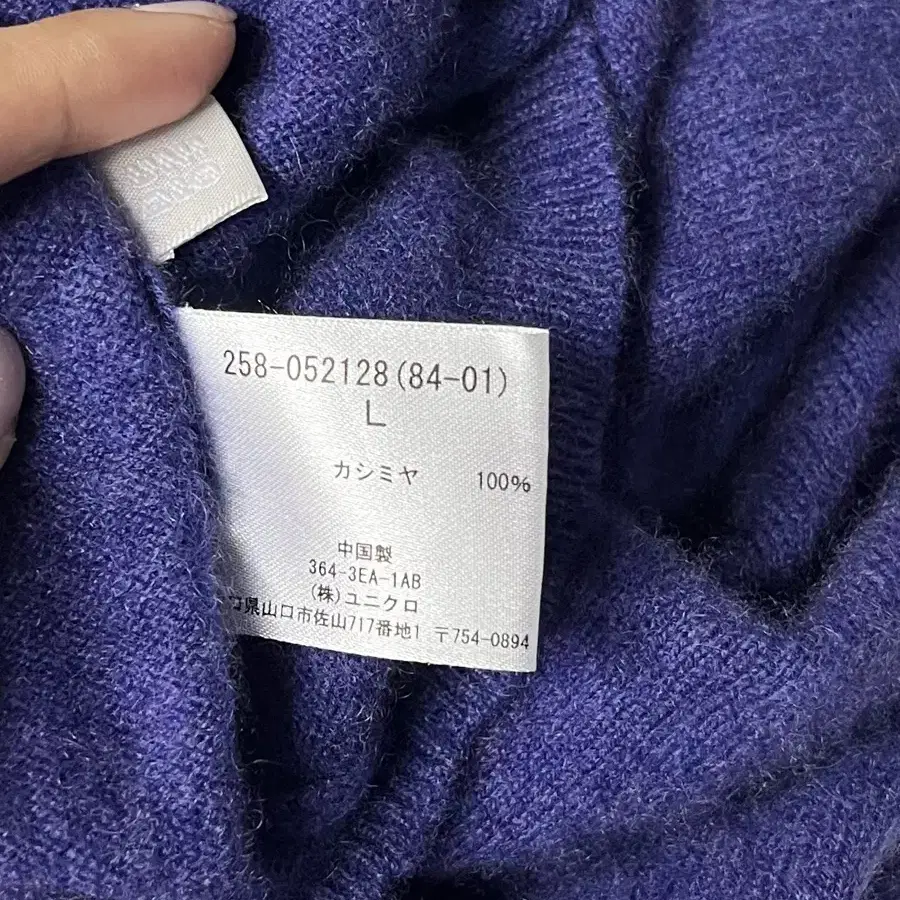 258-052128(84-01)
L
カシミヤ 100%
中国製
364-3EA-1AB
(株)ユニクロ
口県山口市佐山717番地1 〒754-0894